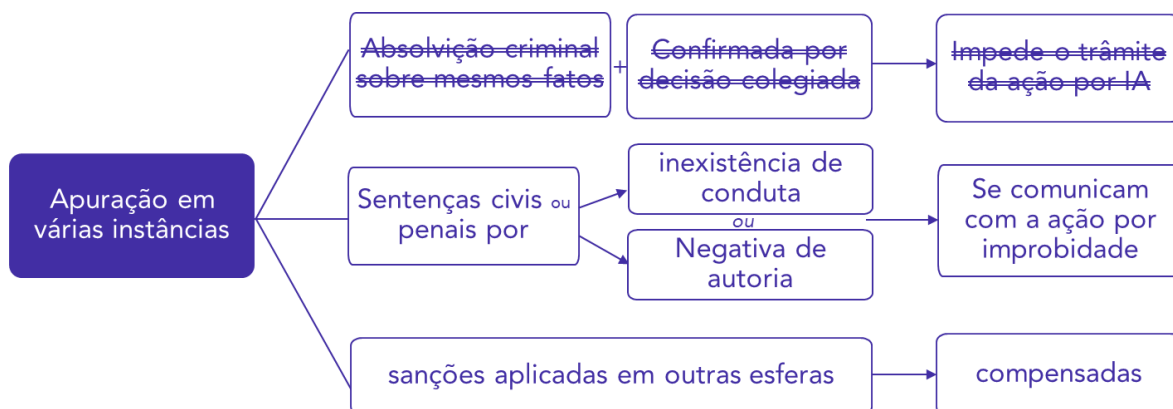 Absolvição criminal
sobre mesmos fatos
+
Confirmada por
decisão colegiada
Impede o trâmite
da ação por IA
Apuração em
várias instâncias
Sentenças civis ou
penais por
inexistência de
conduta
ou
Negativa de
autoria
Se comunicam
com a ação por
improbidade
sanções aplicadas em outras esferas
compensadas